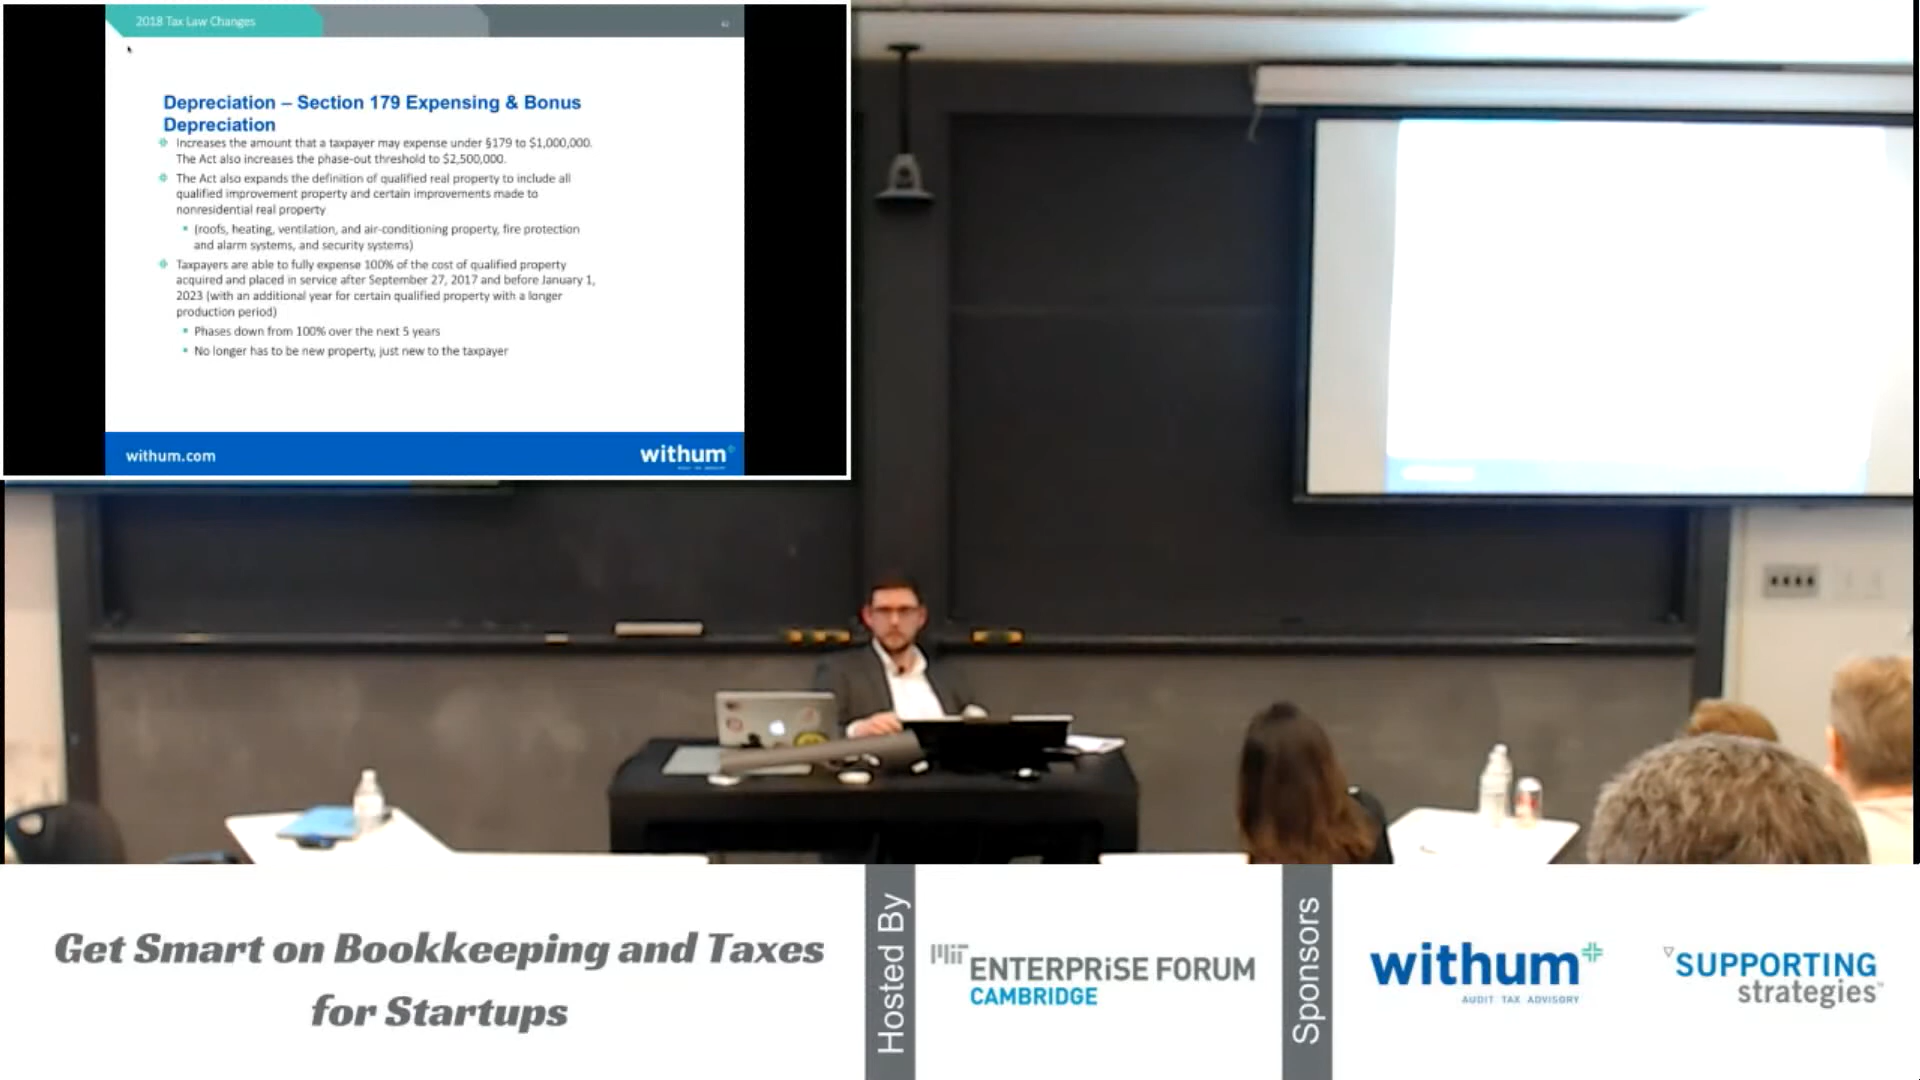 2018 Tax Law Changes
Depreciation – Section 179 Expensing & Bonus
Depreciation
Increases the amount that a taxpayer may expense under §179 to $1,000,000.
The Act also increases the phase-out threshold to $2,500,000.
The Act also expands the definition of qualified real property to include all
qualified improvement property and certain improvements made to
nonresidential real property
(roofs, heating, ventilation, and air-conditioning property, fire protection
and alarm systems, and security systems)
Taxpayers are able to fully expense 100% of the cost of qualified property
acquired and placed in service after September 27, 2017 and before January 1,
2023 (with an additional year for certain qualified property with a longer
production period)
Phases down from 100% over the next 5 years
No longer has to be new property, just new to the taxpayer
withum.com
withum
Get Smart on Bookkeeping and Taxes
for Startups
Hosted By
MIT
ENTERPRiSE FORUM
CAMBRIDGE
Sponsors
withum
AUDIT TAX ADVISORY
SUPPORTING
strategies